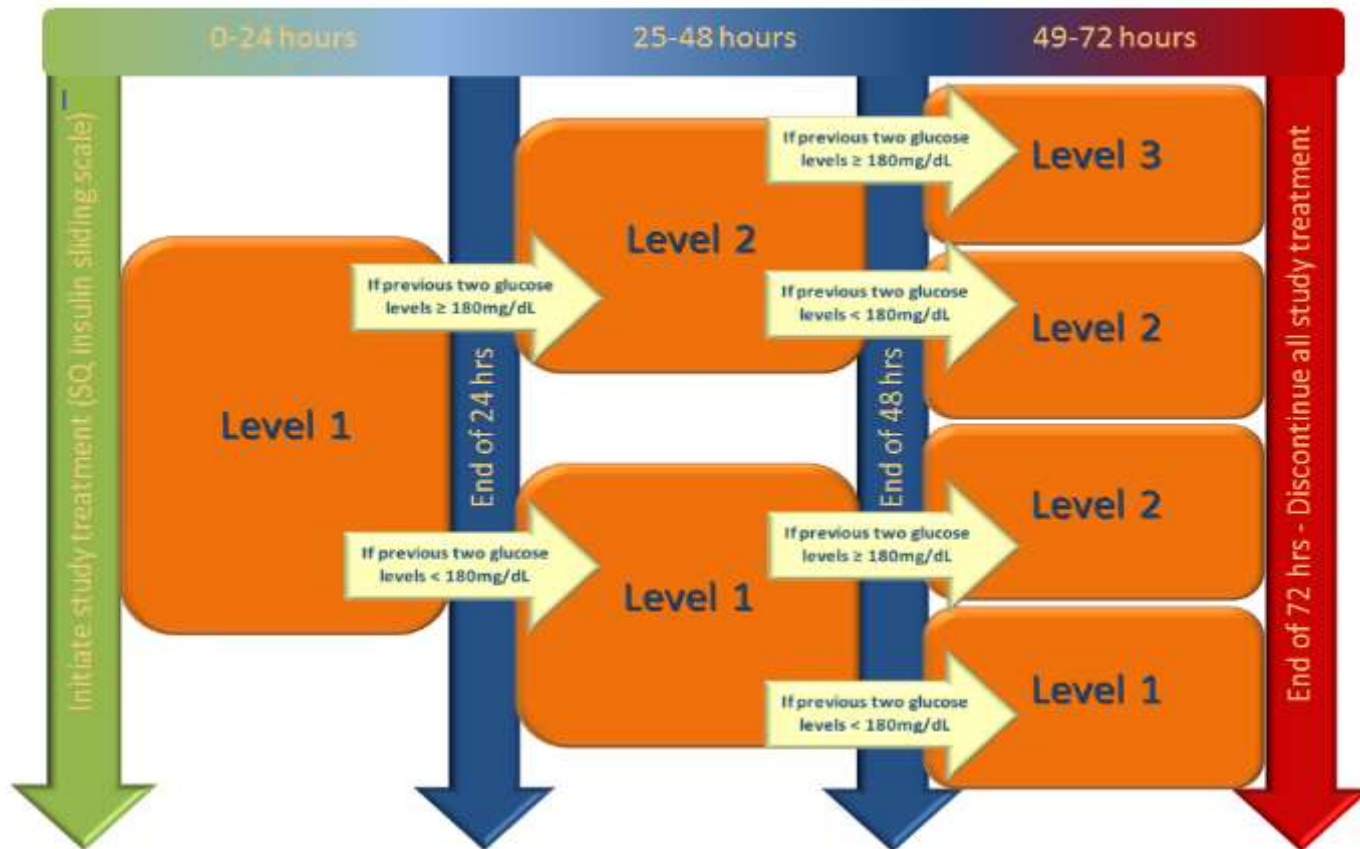 0-24 hours
25-48 hours
49-72 hours
Initiate study treatment (SQ insulin sliding scale)
Level 1
If previous two glucose
levels ≥ 180mg/dL
If previous two glucose
levels < 180mg/dL
End of 24 hrs
Level 2
Level 1
If previous two glucose
levels ≥ 180mg/dL
If previous two glucose
levels < 180mg/dL
If previous two glucose
levels ≥ 180mg/dL
If previous two glucose
levels < 180mg/dL
End of 48 hrs
Level 3
Level 2
Level 2
Level 1
End of 72 hrs - Discontinue all study treatment